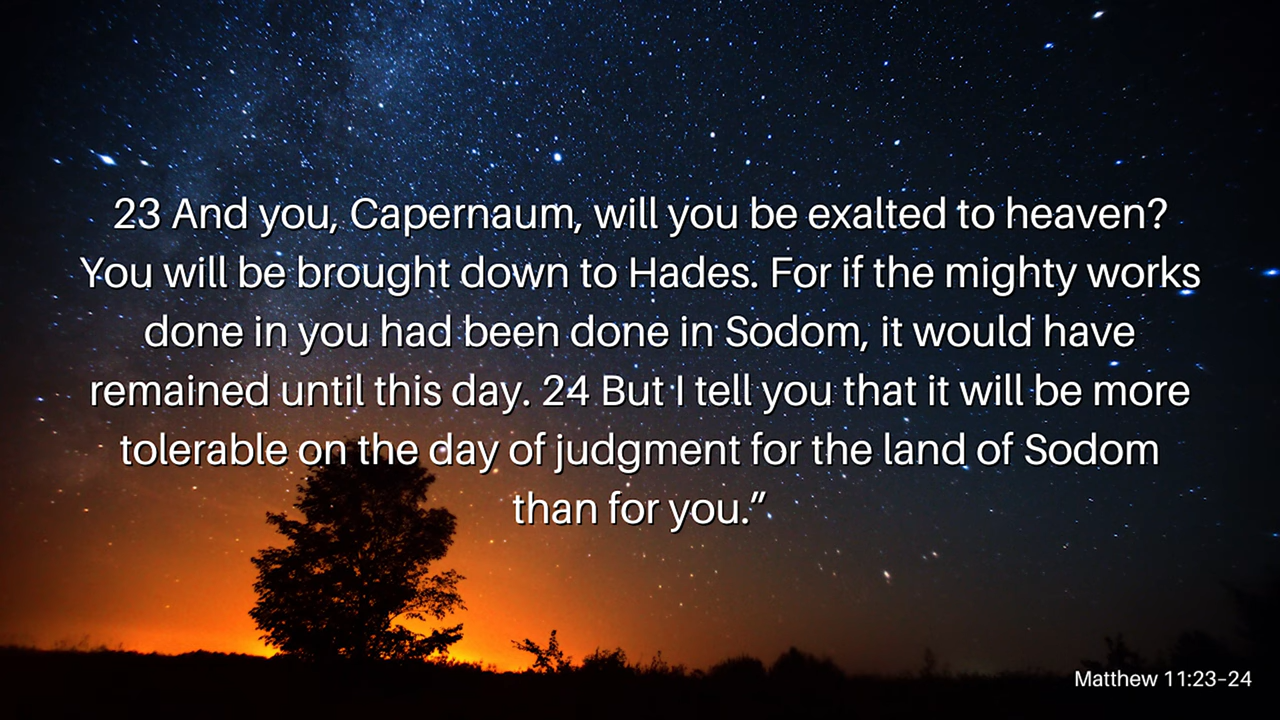 23 And you, Capernaum, will you be exalted to heaven?
You will be brought down to Hades. For if the mighty works
done in you had been done in Sodom, it would have
remained until this day. 24 But I tell you that it will be more
tolerable on the day of judgment for the land of Sodom
than for you.”
Matthew 11:23–24